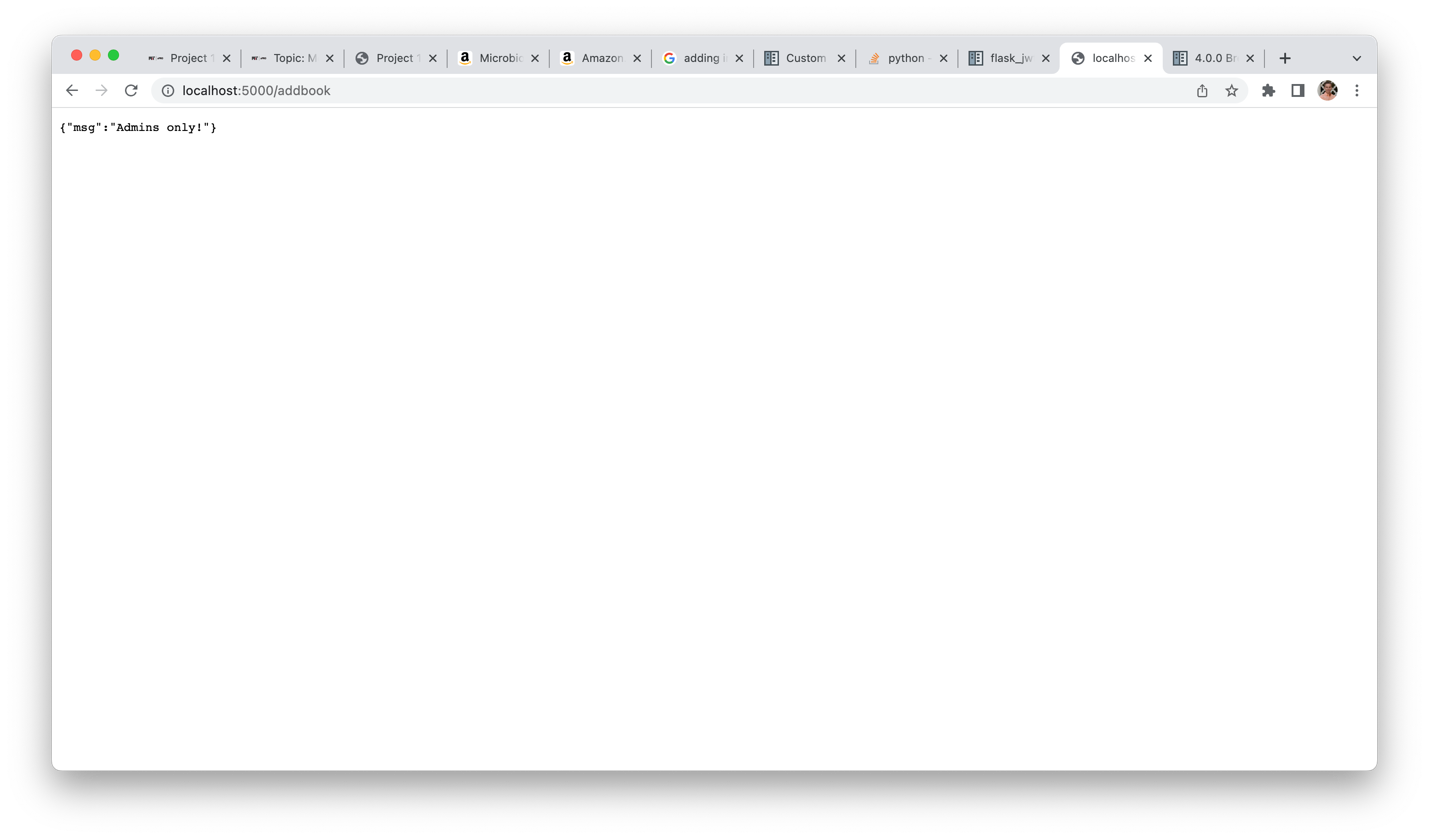 Project 1
Topic: M
Project 1
Microbio
Amazon
adding i
Custom
python -
flask_jw
localhos
4.0.0 Br
localhost:5000/addbook
{"msg":"Admins only!"}